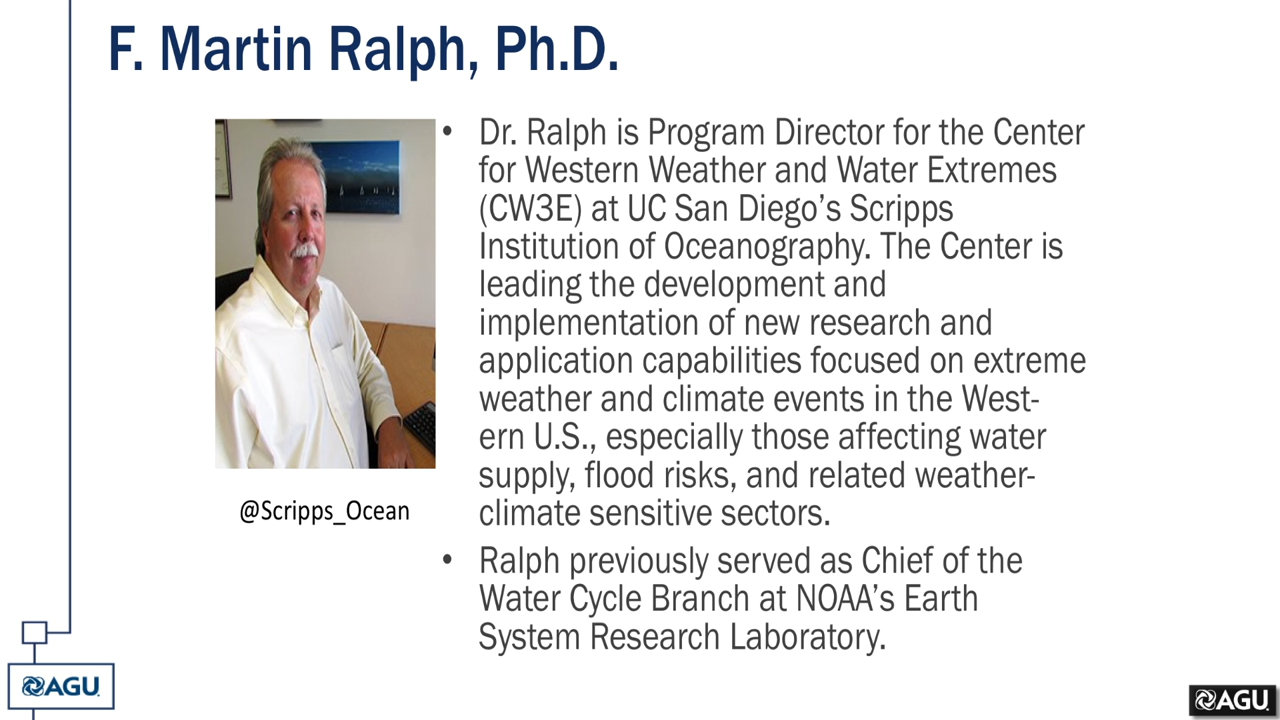 F. Martin Ralph, Ph.D.
• Dr. Ralph is Program Director for the Center
for Western Weather and Water Extremes
(CW3E) at UC San Diego’s Scripps
Institution of Oceanography. The Center is
leading the development and
implementation of new research and
application capabilities focused on extreme
weather and climate events in the West-
ern U.S., especially those affecting water
supply, flood risks, and related weather-
climate sensitive sectors.
• Ralph previously served as Chief of the
Water Cycle Branch at NOAA’s Earth
System Research Laboratory.
@Scripps_Ocean
AGU
AGU